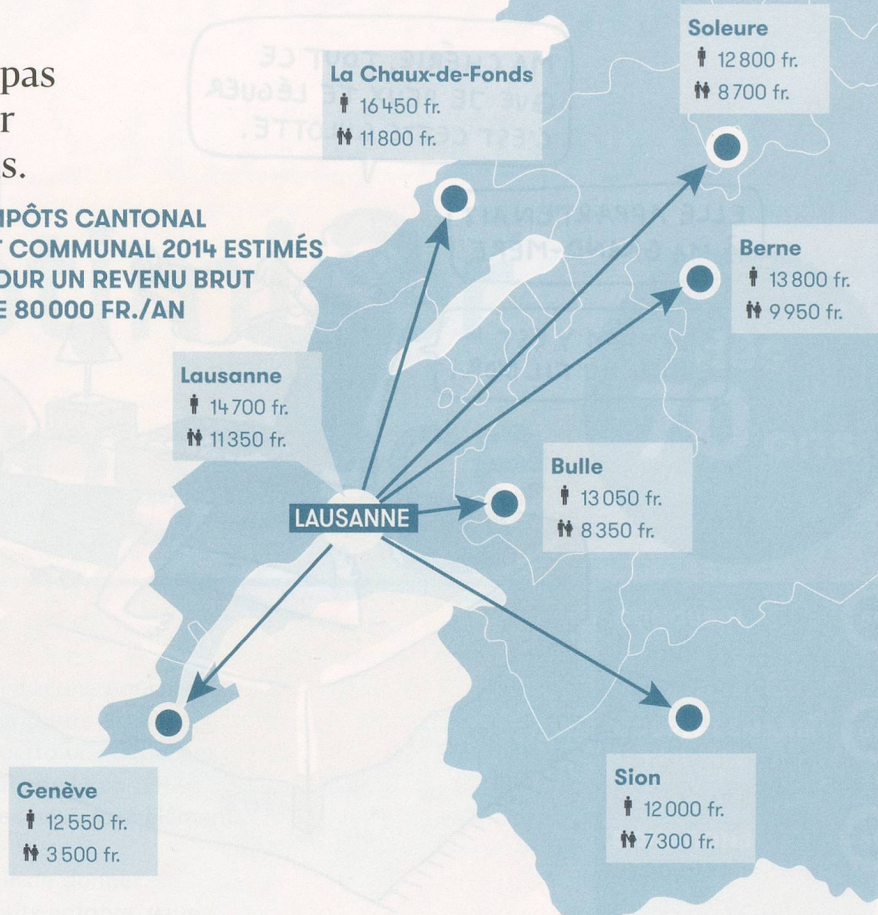 pas
r
s.
IPÔTS CANTONAL
T COMMUNAL 2014 ESTIMÉS
OUR UN REVENU BRUT
E 80 000 FR./AN
La Chaux-de-Fonds
16 450 fr.
11 800 fr.
Soleure
12 800 fr.
8 700 fr.
Berne
13 800 fr.
9 950 fr.
Lausanne
14 700 fr.
11 350 fr.
LAUSANNE
Bulle
13 050 fr.
8 350 fr.
Genève
12 550 fr.
3 500 fr.
Sion
12 000 fr.
7 300 fr.